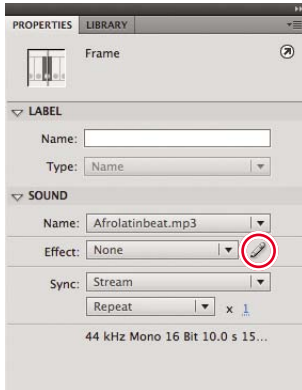 PROPERTIES LIBRARY
Frame
LABEL
Name:
Type: Name
SOUND
Name: Afrolatinbeat.mp3
Effect: None
Sync: Stream
Repeat x 1
44 kHz Mono 16 Bit 10.0 s 15...